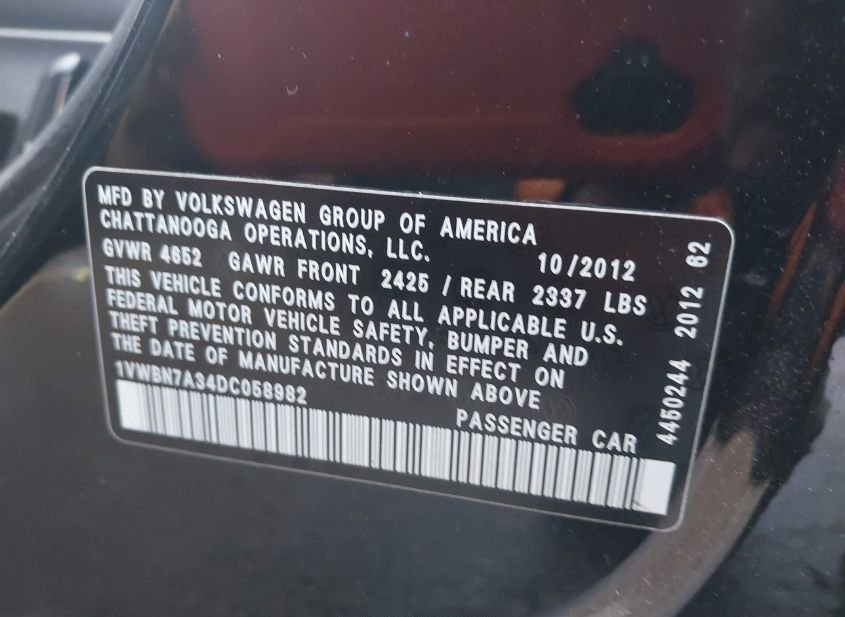 MFD BY VOLKSWAGEN GROUP OF AMERICA
CHATTANOOGA OPERATIONS, LLC. 10/2012
GVWR 4652 GAWR FRONT 2425 / REAR 2337 LBS
THIS VEHICLE CONFORMS TO ALL APPLICABLE U.S.
FEDERAL MOTOR VEHICLE SAFETY, BUMPER AND
THEFT PREVENTION STANDARDS IN EFFECT ON
THE DATE OF MANUFACTURE SHOWN ABOVE
1VWBN7A34DC058982 PASSENGER CAR
4450244 2012 62